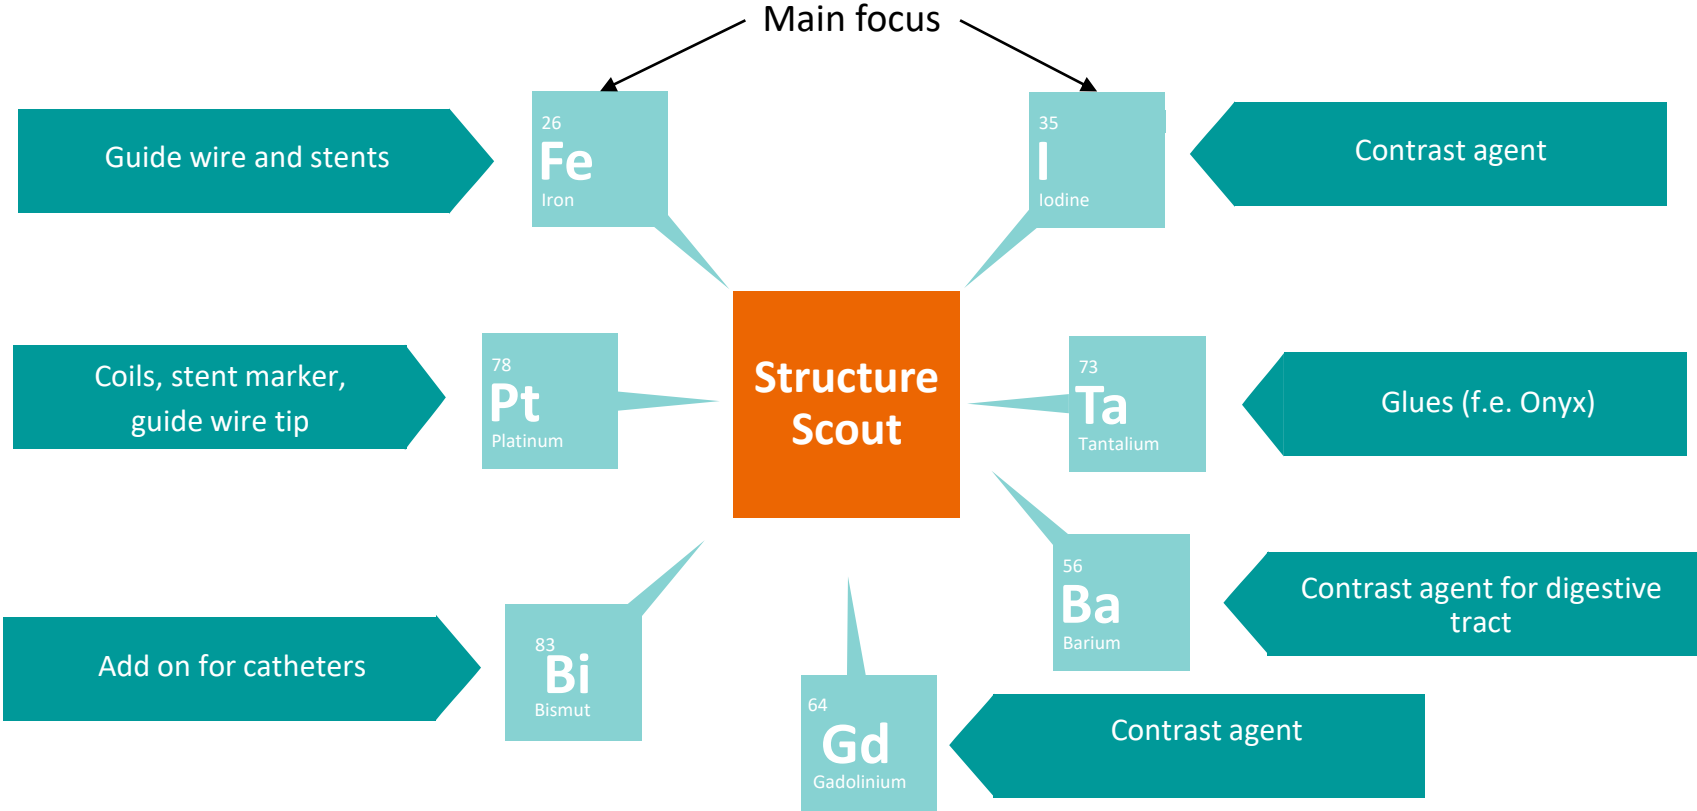 Main focus
Guide wire and stents
26
Fe
Iron
35
I
Iodine
Contrast agent
Coils, stent marker,
guide wire tip
78
Pt
Platinum
Structure
Scout
73
Ta
Tantalium
Glues (f.e. Onyx)
Add on for catheters
83
Bi
Bismut
64
Gd
Gadolinium
Contrast agent
56
Ba
Barium
Contrast agent for digestive
tract